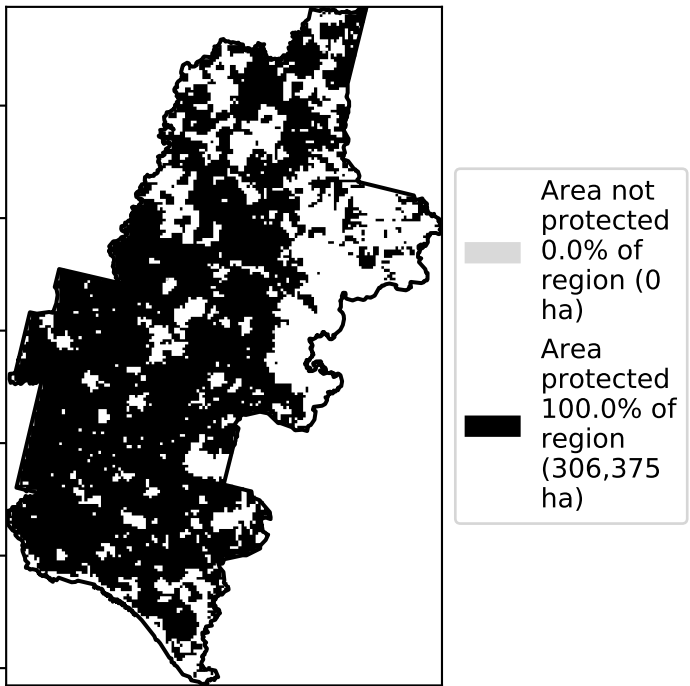 Area not
protected
0.0% of
region (0
ha)
Area
protected
100.0% of
region
(306,375
ha)